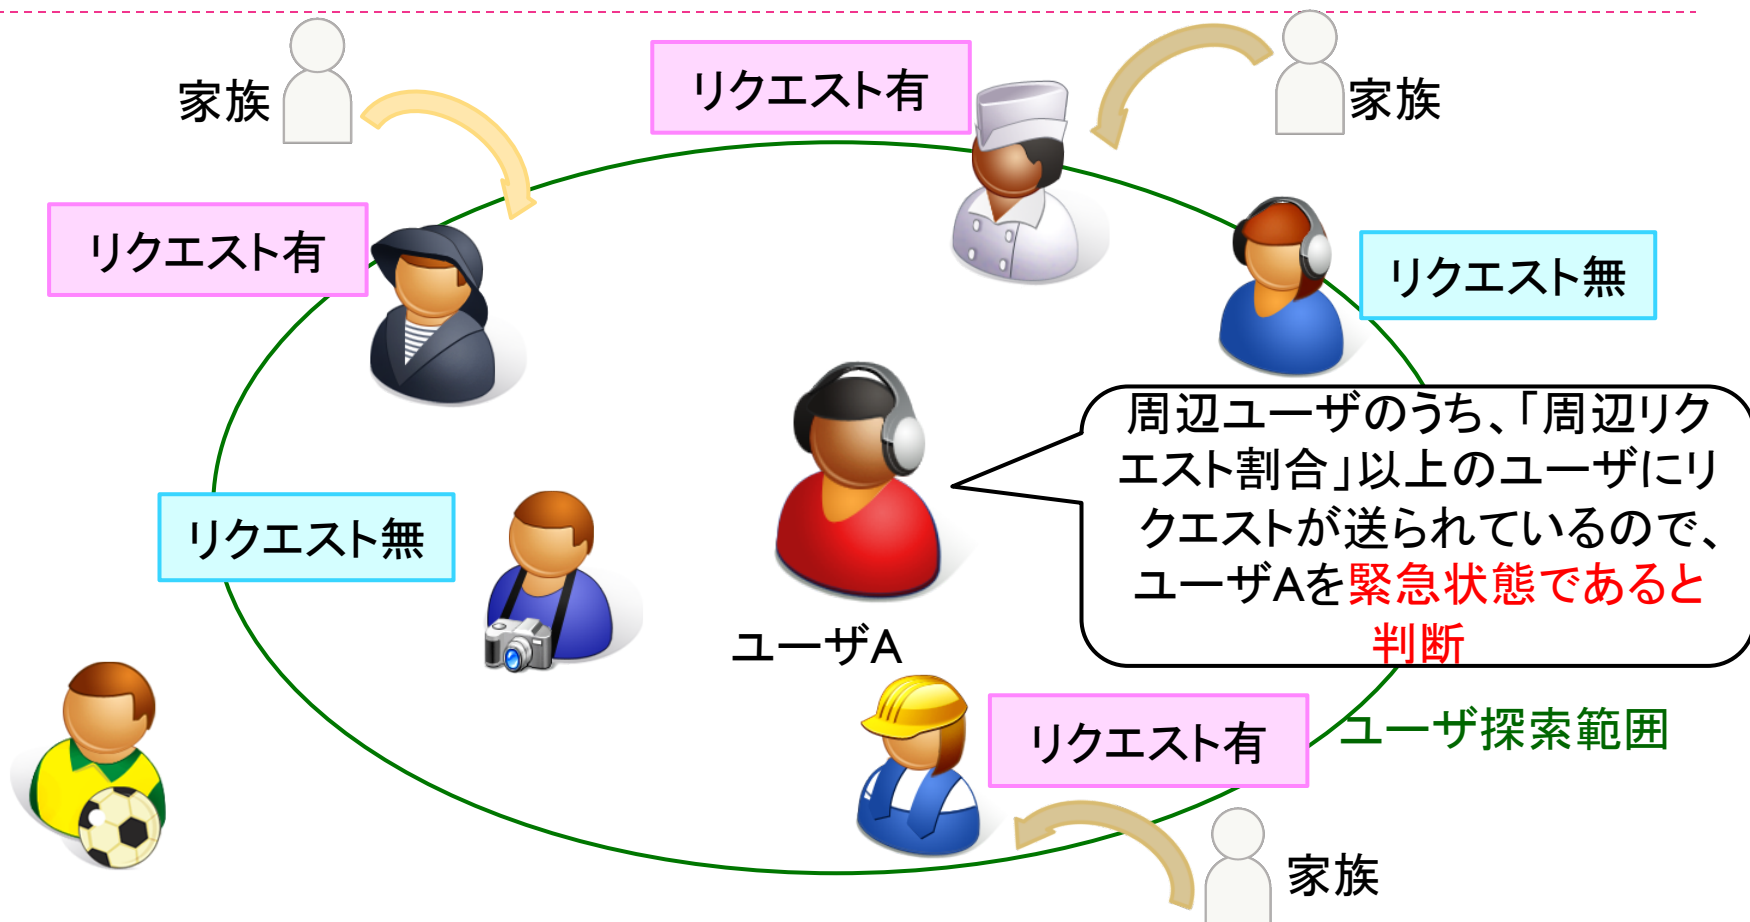 家族
リクエスト有
家族
リクエスト有
リクエスト無
周辺ユーザのうち、「周辺リク
エスト割合」以上のユーザにリ
クエストが送られているので、
ユーザAを緊急状態であると
判断
リクエスト無
ユーザA
リクエスト有
ユーザ探索範囲
家族